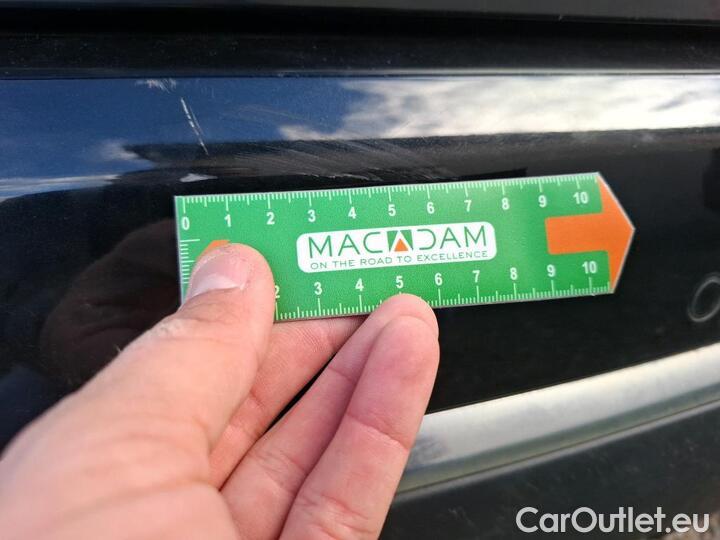 0 1 2 3 4 5 6 7 8 9 10
MACADAM
ON THE ROAD TO EXCELLENCE
2 3 4 5 6 7 8 9 10
CarOutlet.eu